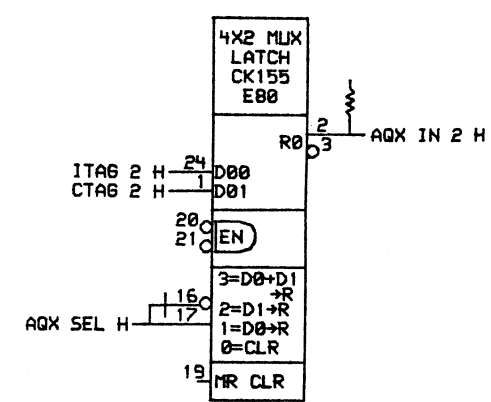 4X2 MUX
LATCH
CK155
E80
2
R0
3
AQX IN 2 H
ITAG 2 H
24
D00
CTAG 2 H
1
D01
20
21
EN
3=D0+D1
→R
16
2=D1→R
AQX SEL H
17
1=D0→R
0=CLR
19
MR CLR